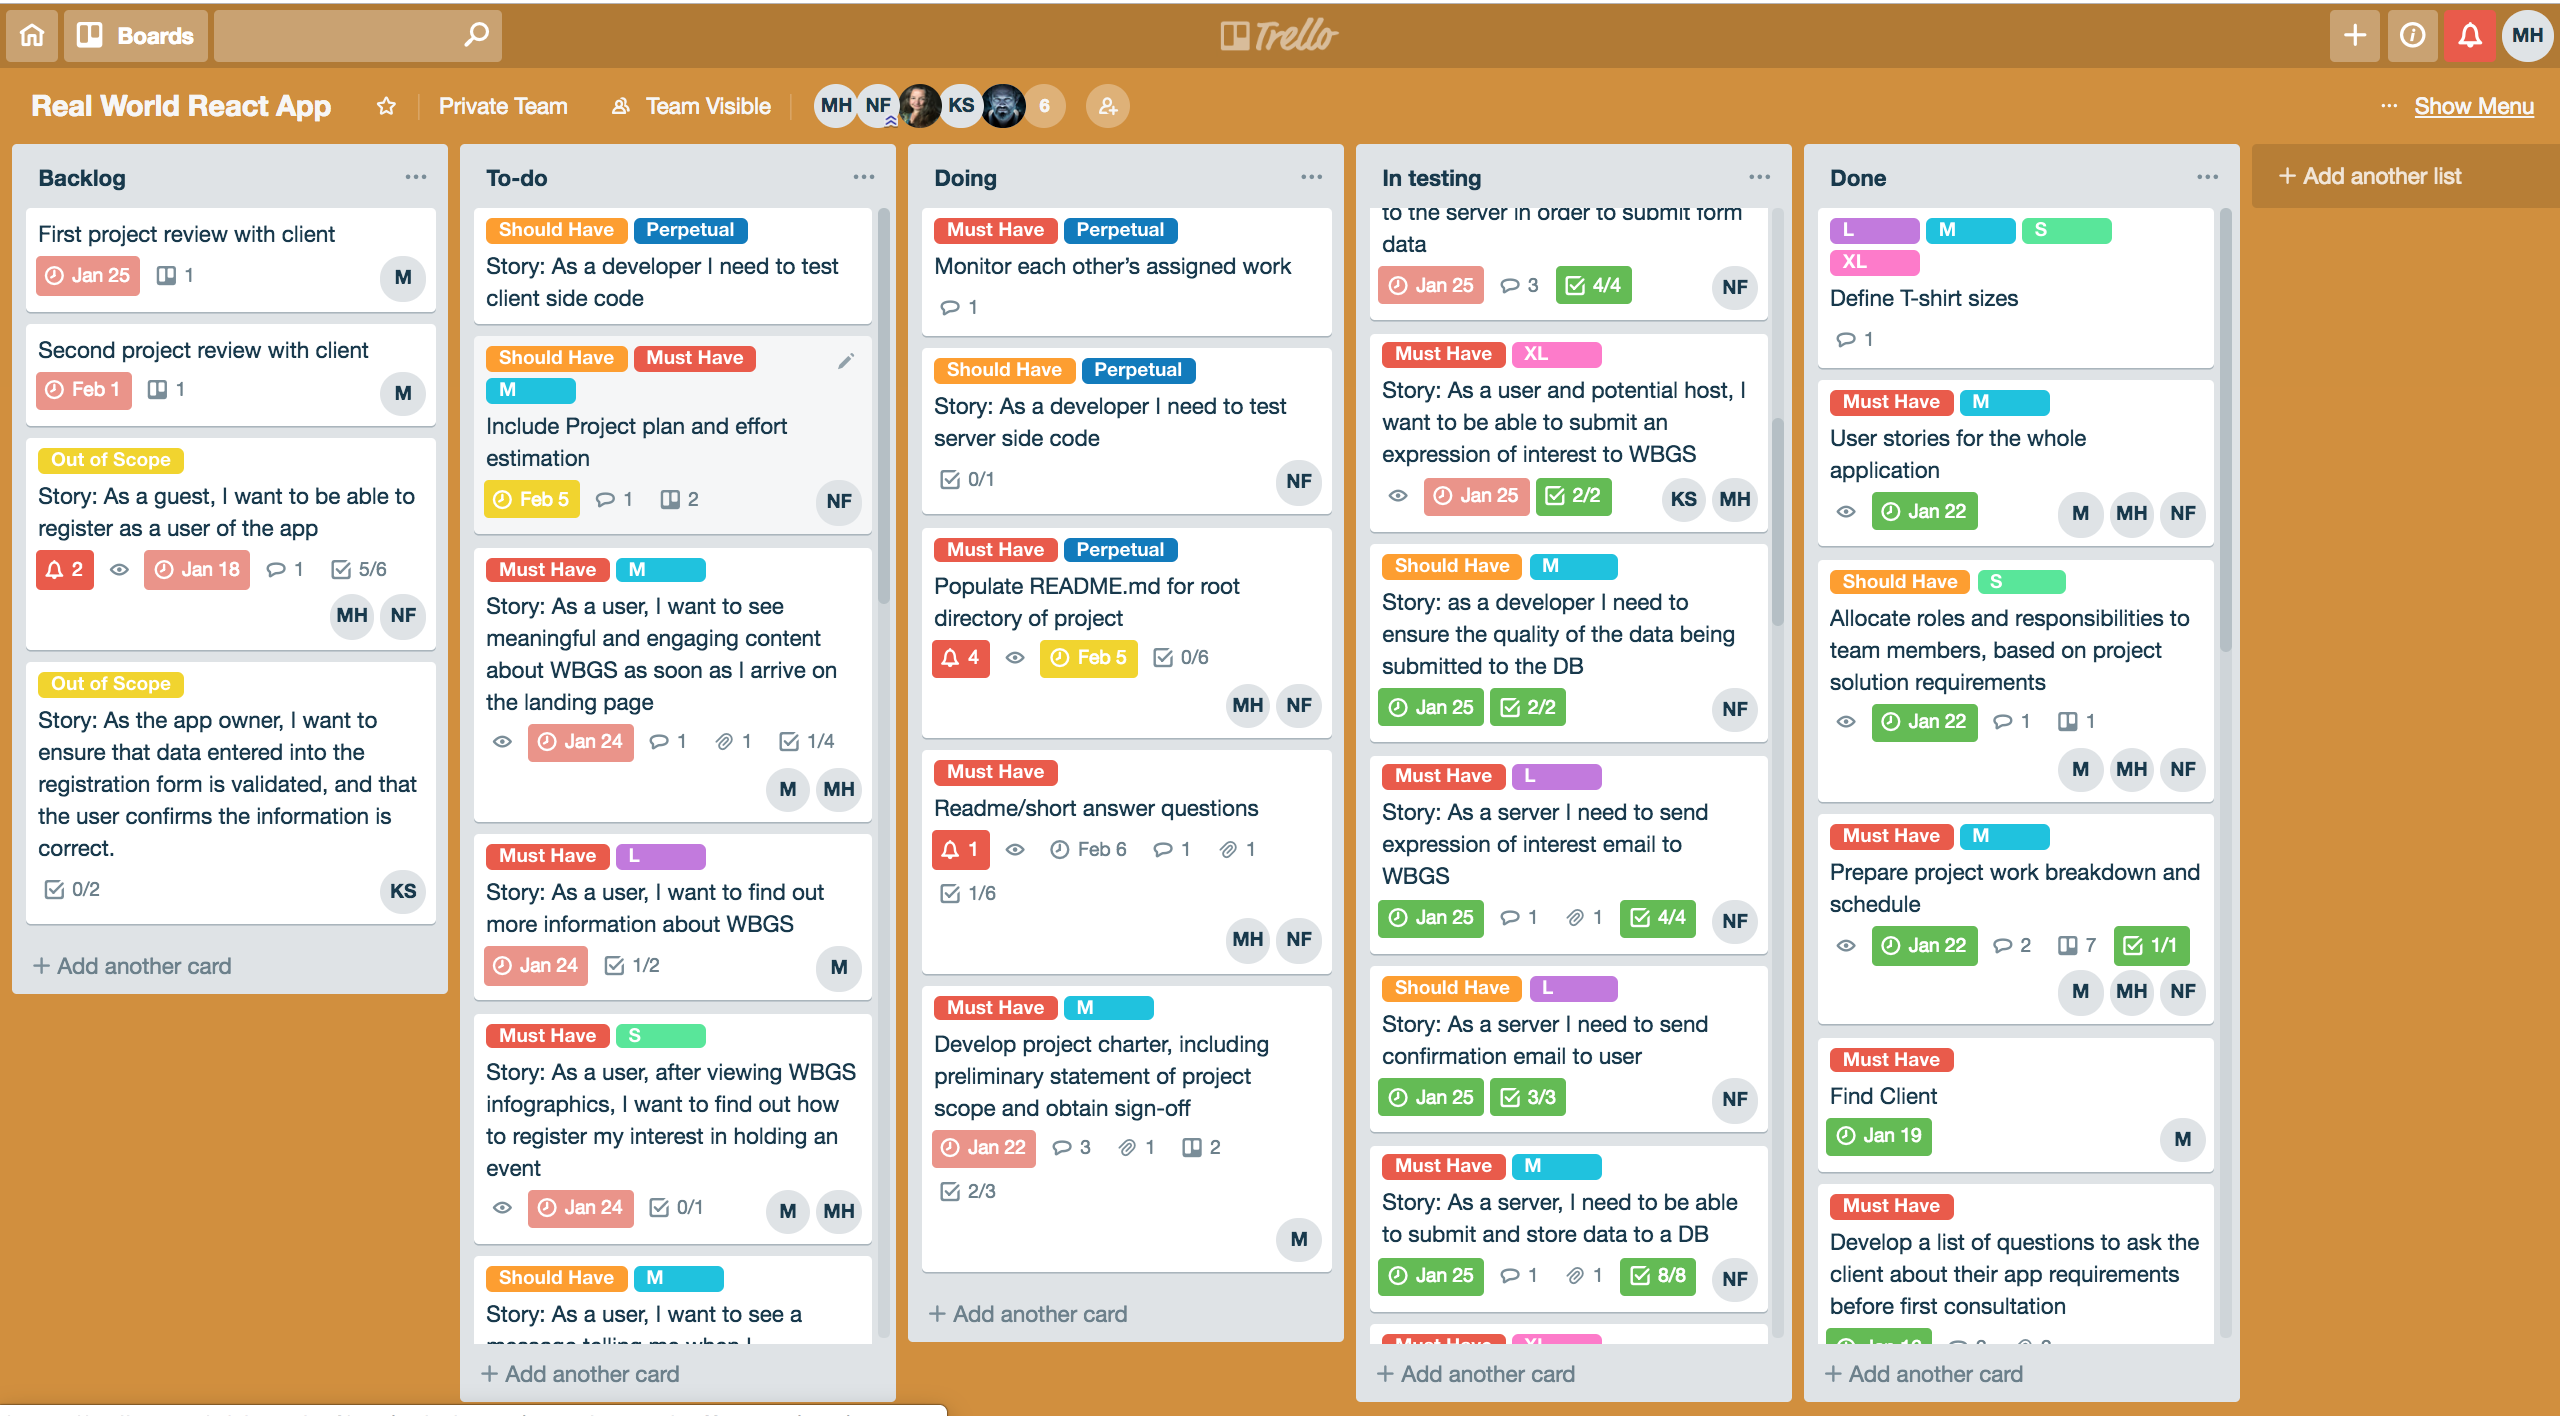 Boards
Trello
MH
Real World React App
Private Team
Team Visible
MH NF KS 6
Show Menu
Backlog
First project review with client
Jan 25 1
M
Second project review with client
Feb 1 1
M
Out of Scope
Story: As a guest, I want to be able to
register as a user of the app
2 Jan 18 1 5/6
MH NF
Out of Scope
Story: As the app owner, I want to
ensure that data entered into the
registration form is validated, and that
the user confirms the information is
correct.
0/2
KS
+ Add another card
To-do
Should Have Perpetual
Story: As a developer I need to test
client side code
Should Have Must Have
M
Include Project plan and effort
estimation
Feb 5 1 2
NF
Must Have M
Story: As a user, I want to see
meaningful and engaging content
about WBGS as soon as I arrive on
the landing page
Jan 24 1 1 1/4
M MH
Must Have L
Story: As a user, I want to find out
more information about WBGS
Jan 24 1/2
M
Must Have S
Story: As a user, after viewing WBGS
infographics, I want to find out how
to register my interest in holding an
event
Jan 24 0/1
M MH
Should Have M
Story: As a user, I want to see a
message telling me when I
+ Add another card
Doing
Must Have Perpetual
Monitor each other’s assigned work
1
Should Have Perpetual
Story: As a developer I need to test
server side code
0/1
NF
Must Have Perpetual
Populate README.md for root
directory of project
4 Feb 5 0/6
MH NF
Must Have
Readme/short answer questions
1 Feb 6 1 1
1/6
MH NF
Must Have M
Develop project charter, including
preliminary statement of project
scope and obtain sign-off
Jan 22 3 1 2
2/3
M
+ Add another card
In testing
to the server in order to submit form
data
Jan 25 3 4/4
NF
Must Have XL
Story: As a user and potential host, I
want to be able to submit an
expression of interest to WBGS
Jan 25 2/2
KS MH
Should Have M
Story: as a developer I need to
ensure the quality of the data being
submitted to the DB
Jan 25 2/2
NF
Must Have L
Story: As a server I need to send
expression of interest email to
WBGS
Jan 25 1 1 4/4
NF
Should Have L
Story: As a server I need to send
confirmation email to user
Jan 25 3/3
NF
Must Have M
Story: As a server, I need to be able
to submit and store data to a DB
Jan 25 1 1 8/8
NF
Must Have XL
+ Add another card
Done
L M S
XL
Define T-shirt sizes
1
Must Have M
User stories for the whole
application
Jan 22
M MH NF
Should Have S
Allocate roles and responsibilities to
team members, based on project
solution requirements
Jan 22 1 1
M MH NF
Must Have M
Prepare project work breakdown and
schedule
Jan 22 2 7 1/1
M MH NF
Must Have
Find Client
Jan 19
M
Must Have
Develop a list of questions to ask the
client about their app requirements
before first consultation
+ Add another card
+ Add another list